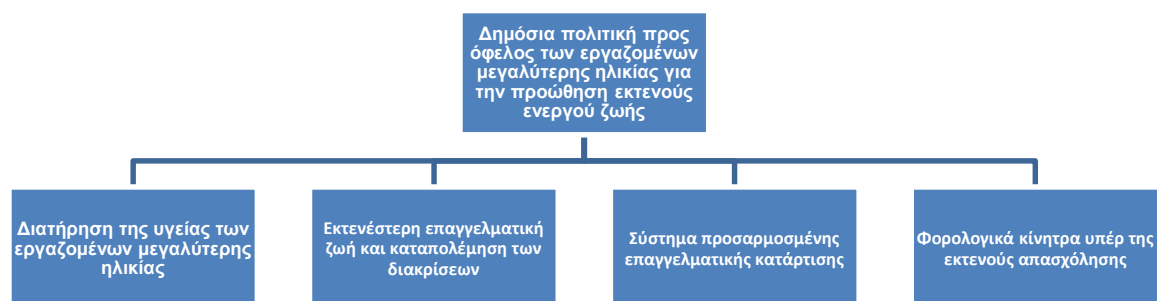 Δημόσια πολιτική προς
όφελος των εργαζομένων
μεγαλύτερης ηλικίας για
την προώθηση εκτενούς
ενεργού ζωής
Διατήρηση της υγείας των
εργαζομένων μεγαλύτερης
ηλικίας
Εκτενέστερη επαγγελματική
ζωή και καταπολέμηση των
διακρίσεων
Σύστημα προσαρμοσμένης
επαγγελματικής κατάρτισης
Φορολογικά κίνητρα υπέρ της
εκτενούς απασχόλησης